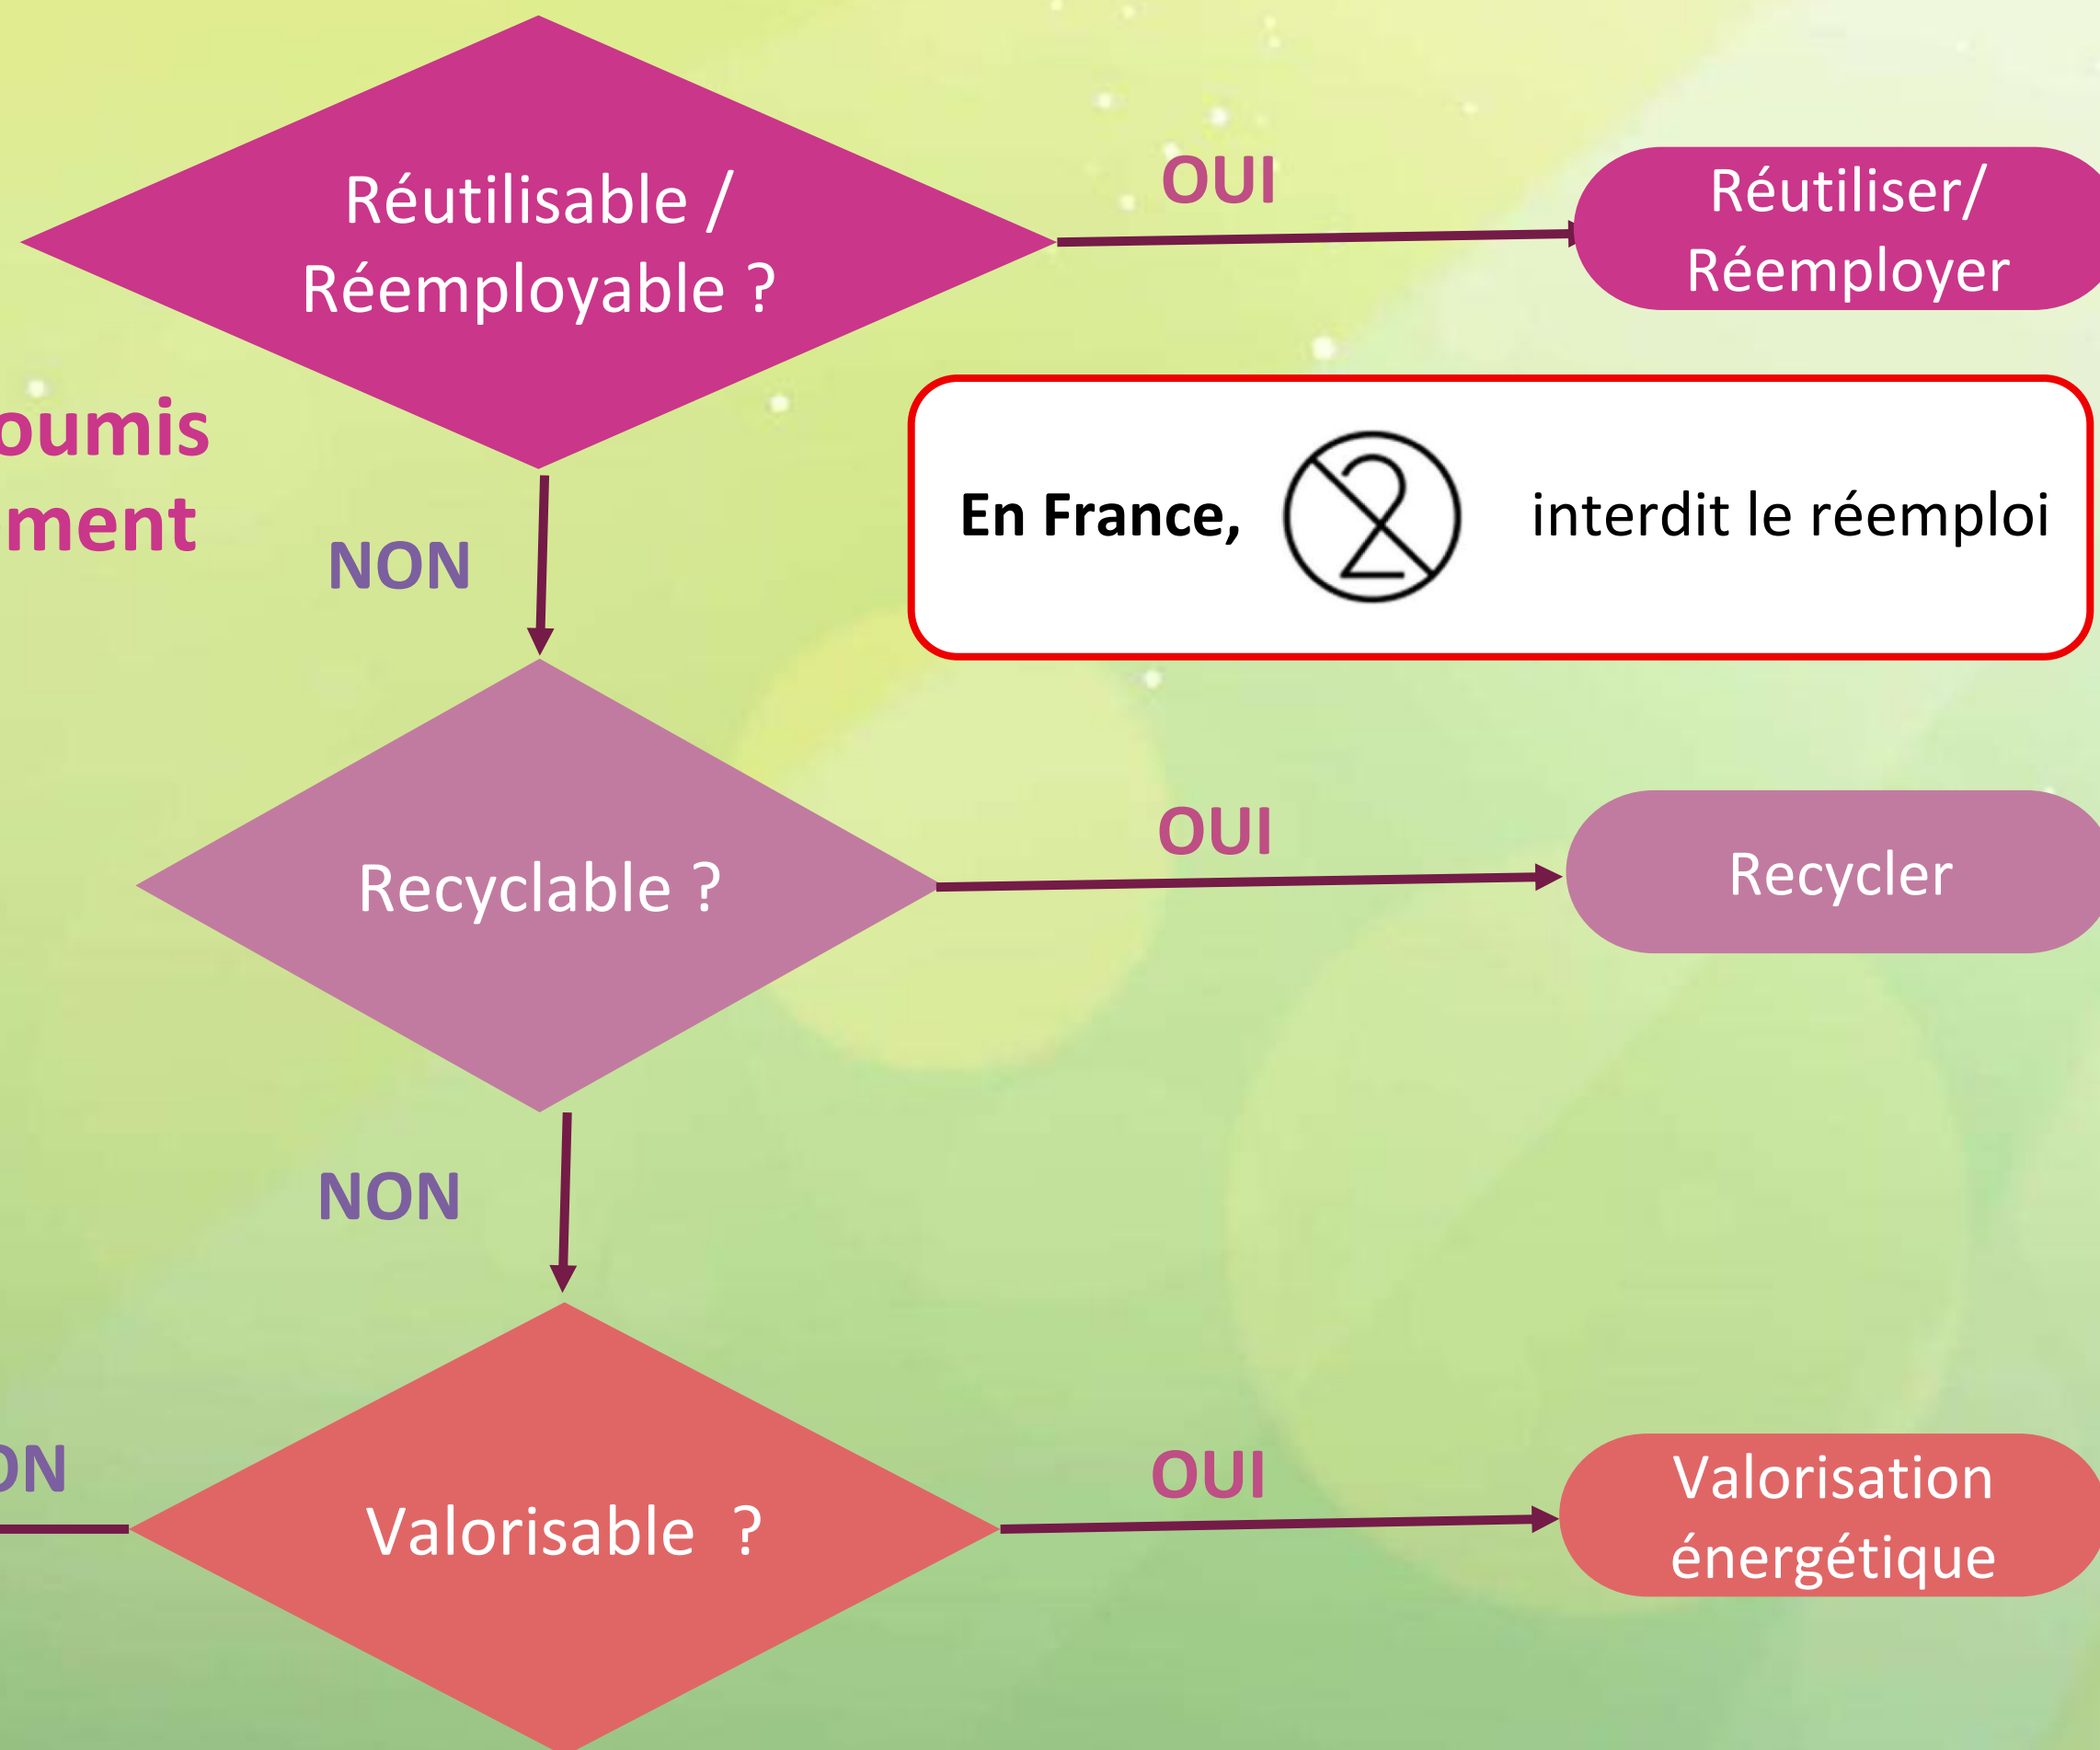 Réutilisable /
Réemployable ?
OUI
Réutiliser/
Réemployer
En France, 2 interdit le réemploi
NON
Recyclable ?
OUI
Recycler
NON
Valorisable ?
OUI
Valorisation
énergétique